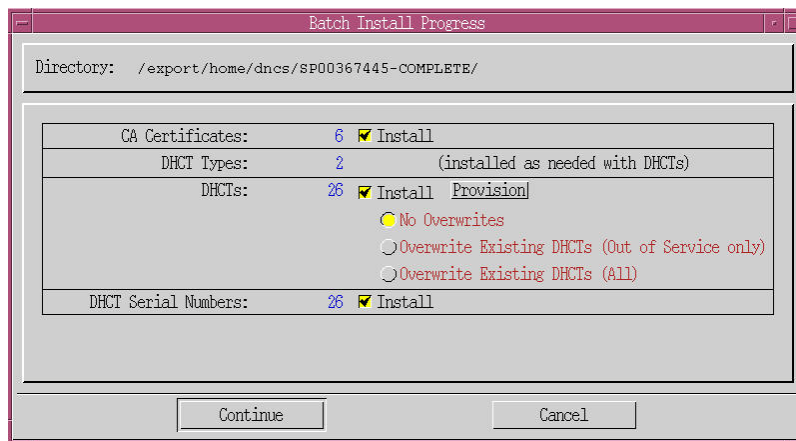 Batch Install Progress
Directory: /export/home/dncs/SP00367445-COMPLETE/
CA Certificates: 6 Install
DHCT Types: 2 (installed as needed with DHCTs)
DHCTs: 26 Install Provision
No Overwrites
Overwrite Existing DHCTs (Out of Service only)
Overwrite Existing DHCTs (All)
DHCT Serial Numbers: 26 Install
Continue Cancel